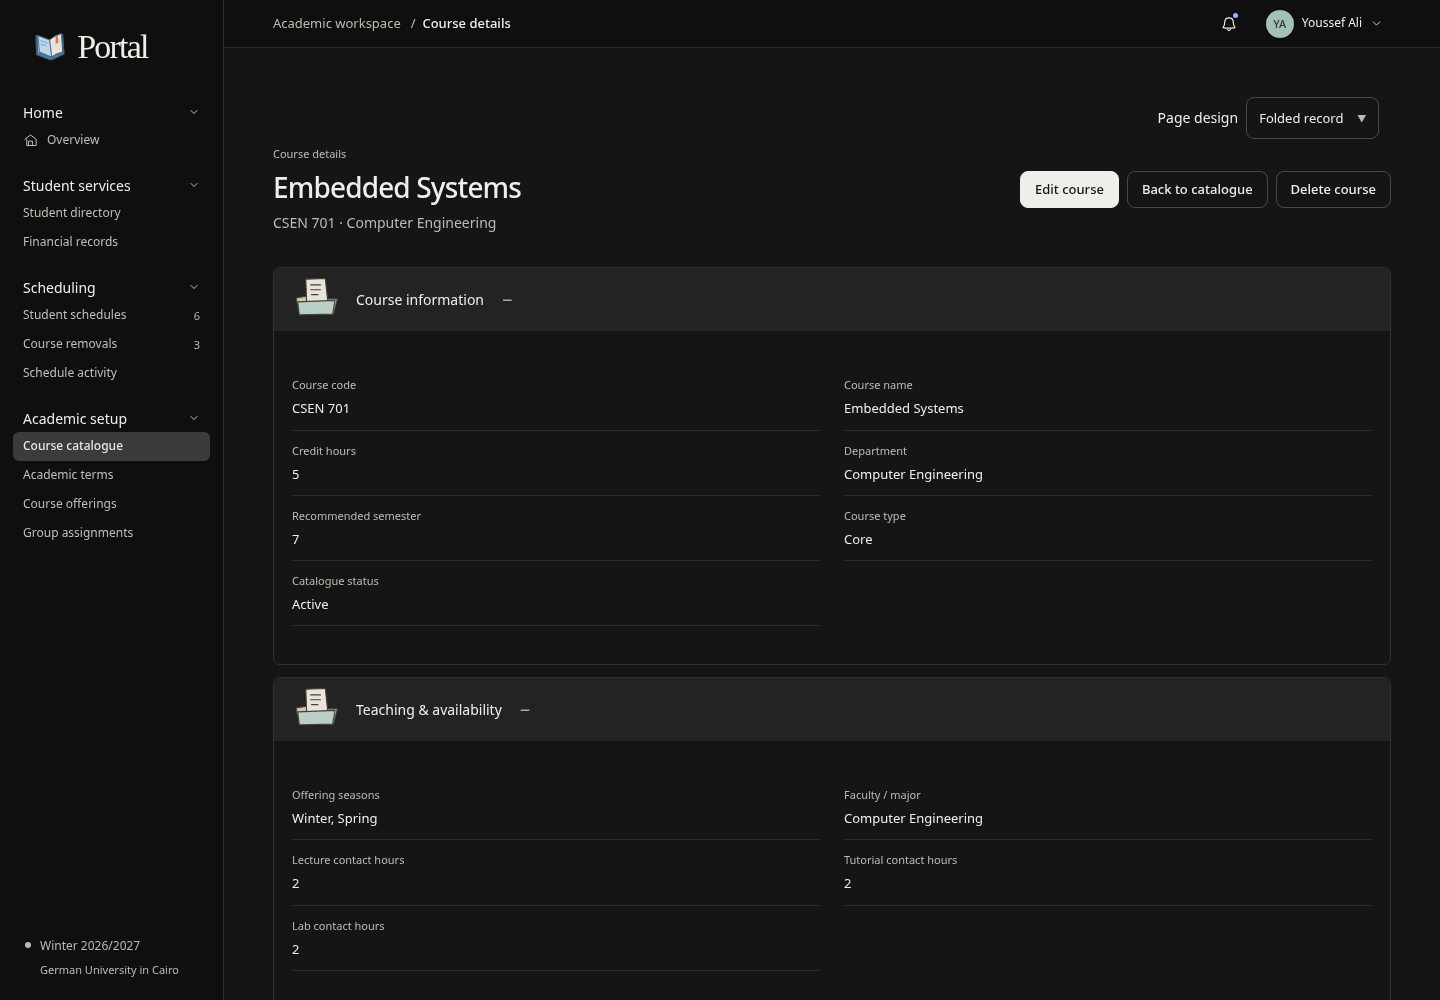 Portal
Home
Overview
Student services
Student directory
Financial records
Scheduling
Student schedules 6
Course removals 3
Schedule activity
Academic setup
Course catalogue
Academic terms
Course offerings
Group assignments
Winter 2026/2027
German University in Cairo
Academic workspace / Course details
YA Youssef Ali
Page design Folded record
Course details
Embedded Systems
CSEN 701 · Computer Engineering
Edit course Back to catalogue Delete course
Course information
Course code Course name
CSEN 701 Embedded Systems
Credit hours Department
5 Computer Engineering
Recommended semester Course type
7 Core
Catalogue status
Active
Teaching & availability
Offering seasons Faculty / major
Winter, Spring Computer Engineering
Lecture contact hours Tutorial contact hours
2 2
Lab contact hours
2